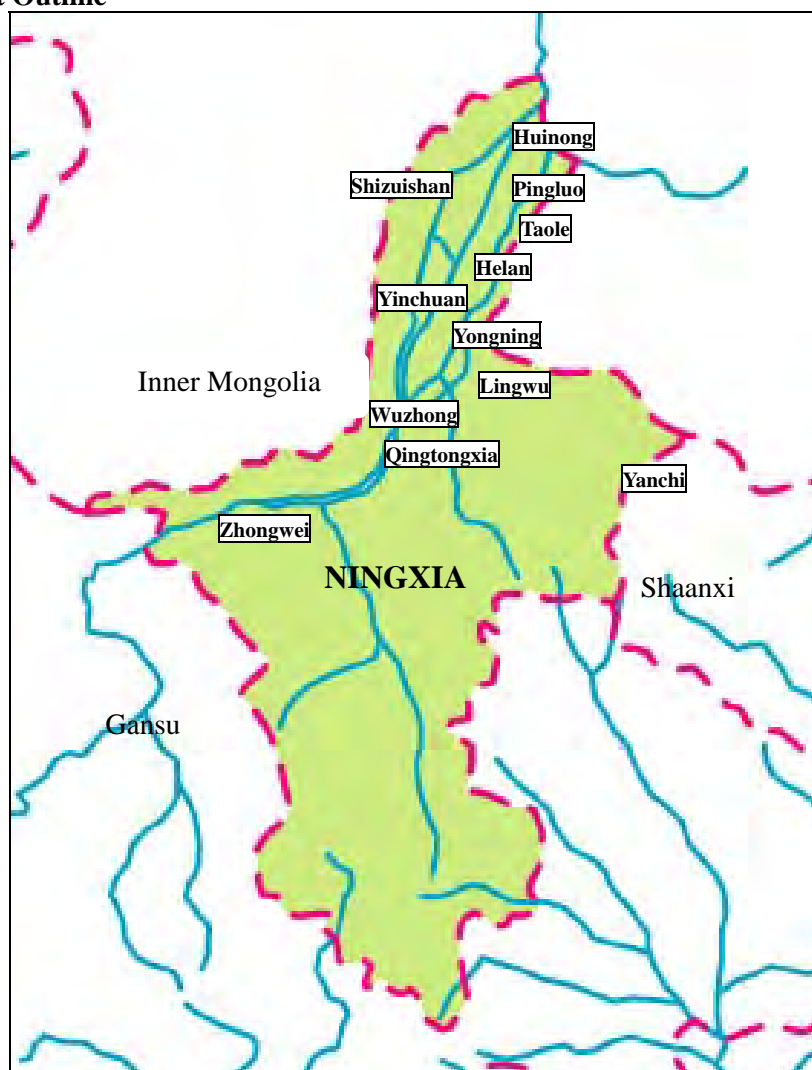 Outline
Huinong
Shizuishan
Pingluo
Taole
Helan
Yinchuan
Yongning
Inner Mongolia
Lingwu
Wuzhong
Qingtongxia
Yanchi
Zhongwei
NINGXIA
Shaanxi
Gansu